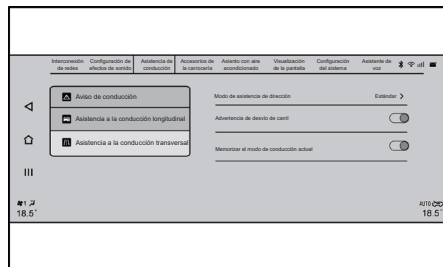 Interconexión de redes
Configuración de efectos de sonido
Asistencia de conducción
Accesorios de la carrocería
Asiento con aire acondicionado
Visualización de la pantalla
Configuración del sistema
Asistente de voz
Aviso de conducción
Asistencia a la conducción longitudinal
Asistencia a la conducción transversal
Modo de asistencia de dirección
Estándar
Advertencia de desvío de carril
Memorizar el modo de conducción actual
1
18.5°
AUTO
18.5°